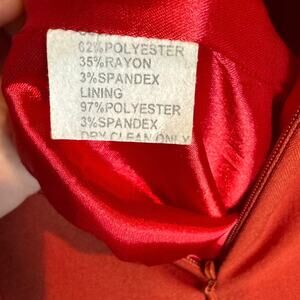 62%POLYESTER
35%RAYON
3%SPANDEX
LINING
97%POLYESTER
3%SPANDEX
DRY CLEAN ONLY